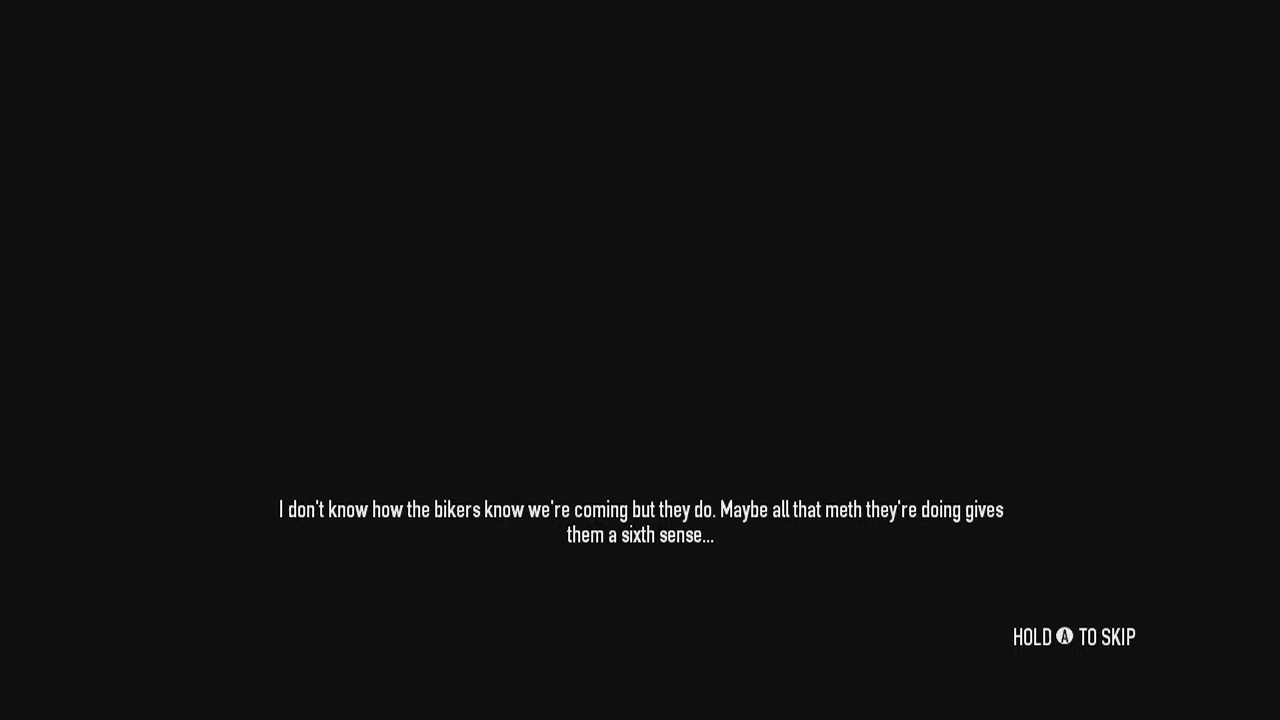 I don't know how the bikers know we're coming but they do. Maybe all that meth they're doing gives
them a sixth sense...
HOLD A TO SKIP